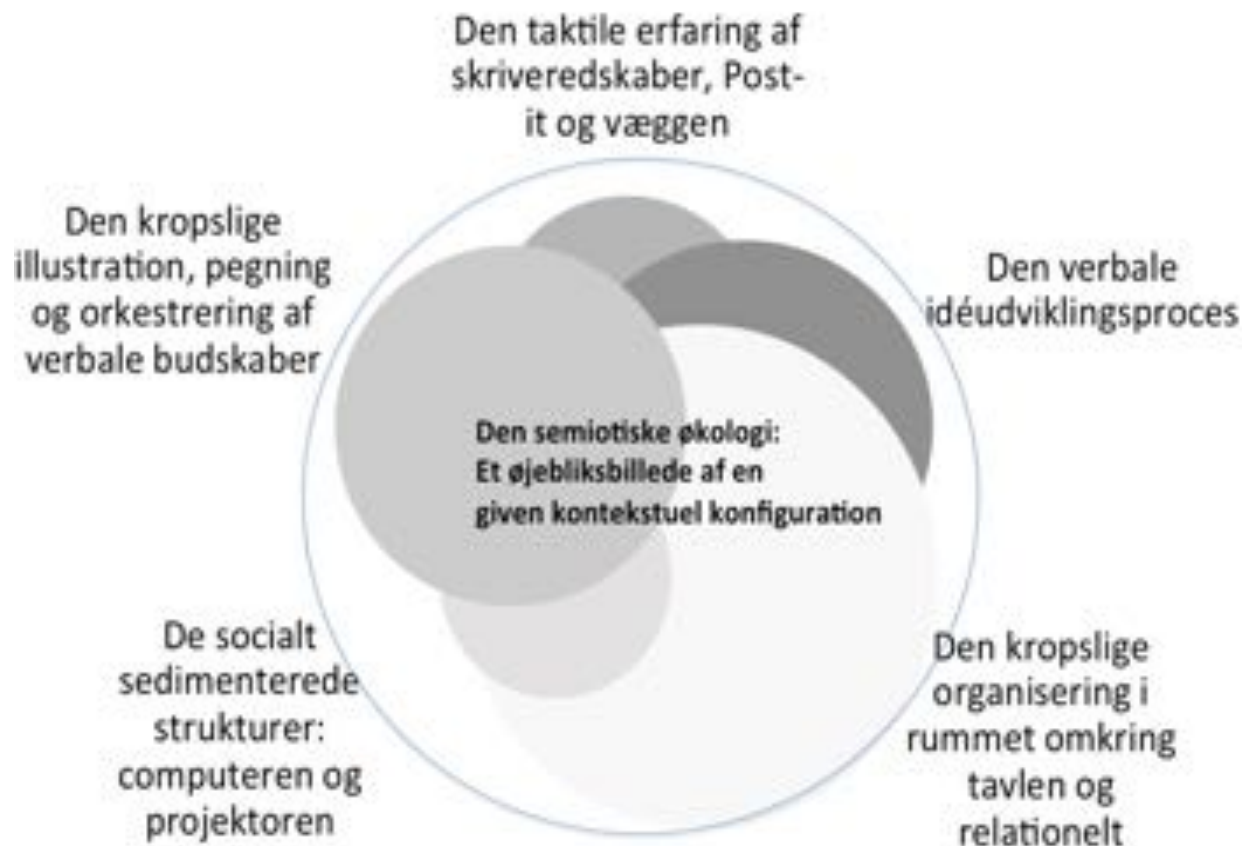 Den taktile erfaring af
skriveredskaber, Post-
it og væggen
Den kropslige
illustration, pegning
og orkestrering af
verbale budskaber
Den verbale
idéudviklingsproces
Den semiotiske økologi:
Et øjebliksbillede af en
given kontekstuel konfiguration
De socialt
sedimenterede
strukturer:
computeren og
projektoren
Den kropslige
organisering i
rummet omkring
tavlen og
relationelt